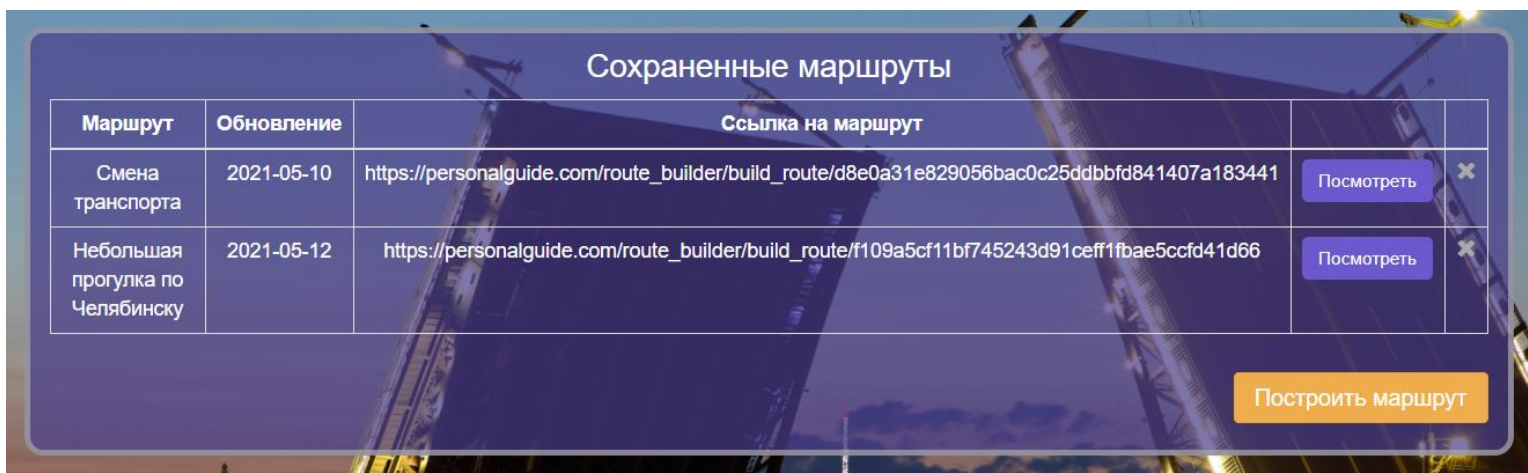 Сохраненные маршруты
Маршрут Обновление Ссылка на маршрут
Смена транспорта 2021-05-10 https://personalguide.com/route_builder/build_route/d8e0a31e829056bac0c25ddbbfd841407a183441 Посмотреть
Небольшая прогулка по Челябинску 2021-05-12 https://personalguide.com/route_builder/build_route/f109a5cf11bf745243d91ceff1fbae5ccfd41d66 Посмотреть
Построить маршрут